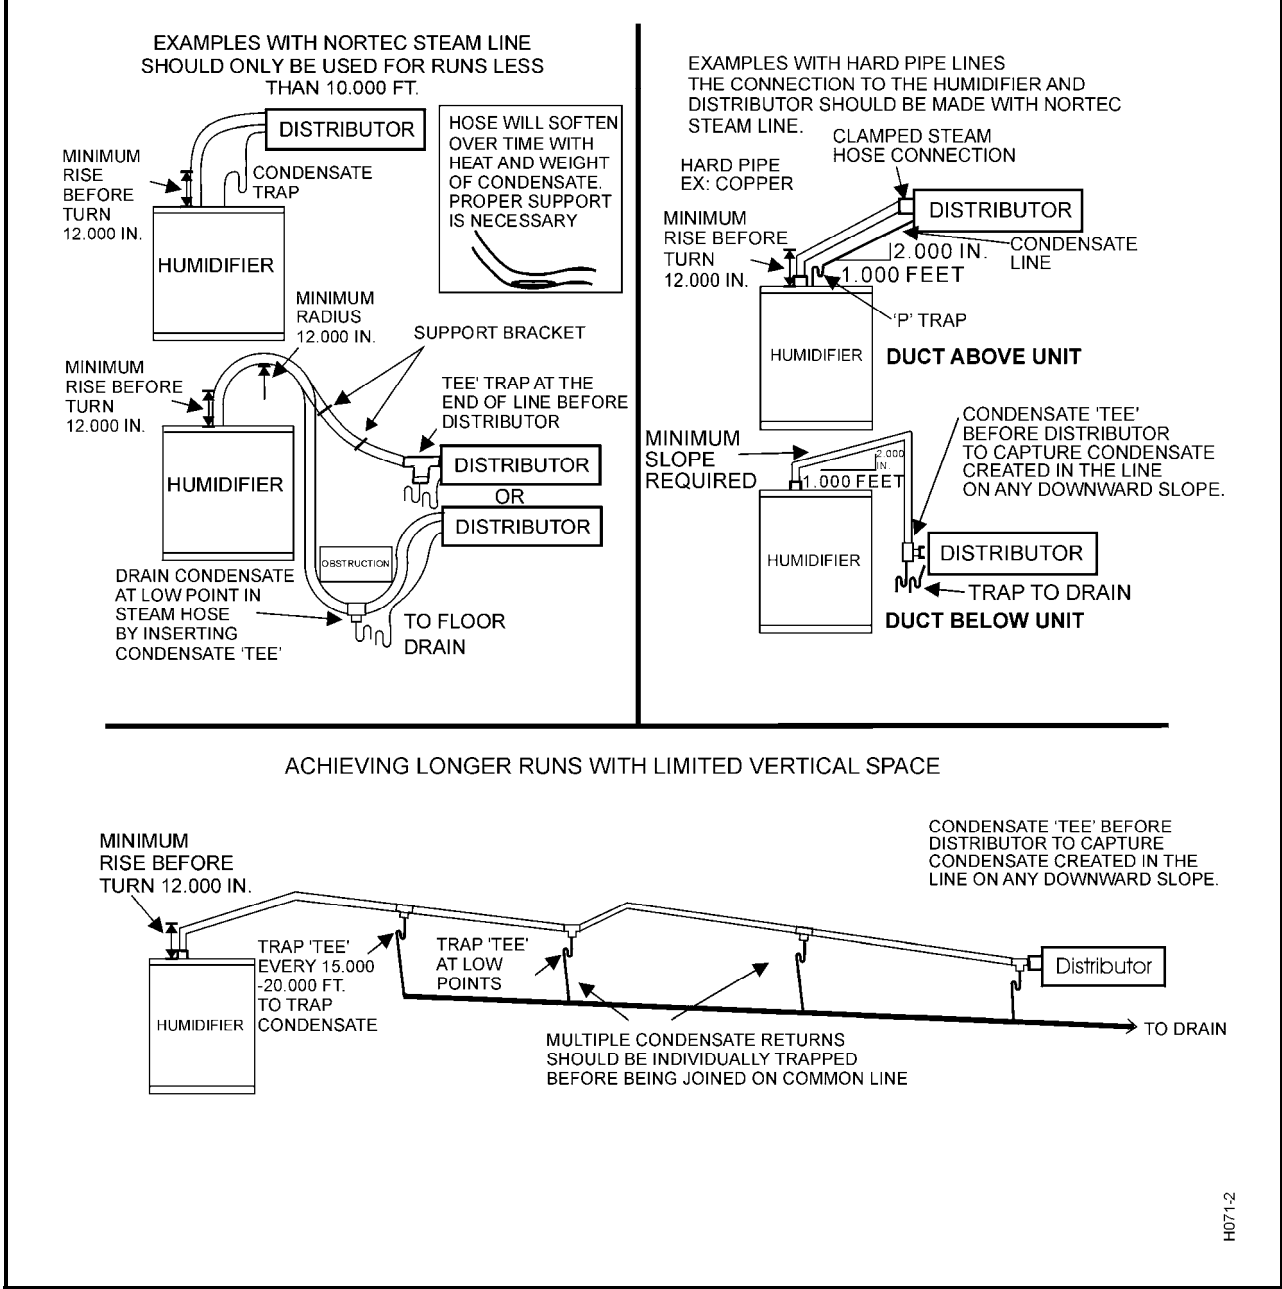 EXAMPLES WITH NORTEC STEAM LINE
SHOULD ONLY BE USED FOR RUNS LESS
THAN 10.000 FT.
DISTRIBUTOR
MINIMUM
RISE
BEFORE
TURN
12.000 IN.
CONDENSATE
TRAP
HUMIDIFIER
HOSE WILL SOFTEN
OVER TIME WITH
HEAT AND WEIGHT
OF CONDENSATE.
PROPER SUPPORT
IS NECESSARY
MINIMUM
RADIUS
12.000 IN.
SUPPORT BRACKET
MINIMUM
RISE BEFORE
TURN
12.000 IN.
TEE' TRAP AT THE
END OF LINE BEFORE
DISTRIBUTOR
HUMIDIFIER
DISTRIBUTOR
OR
DISTRIBUTOR
OBSTRUCTION
DRAIN CONDENSATE
AT LOW POINT IN
STEAM HOSE
BY INSERTING
CONDENSATE 'TEE'
TO FLOOR
DRAIN
EXAMPLES WITH HARD PIPE LINES
THE CONNECTION TO THE HUMIDIFIER AND
DISTRIBUTOR SHOULD BE MADE WITH NORTEC
STEAM LINE.
CLAMPED STEAM
HOSE CONNECTION
HARD PIPE
EX: COPPER
MINIMUM
RISE BEFORE
TURN
12.000 IN.
DISTRIBUTOR
CONDENSATE
LINE
2.000 IN.
1.000 FEET
'P' TRAP
HUMIDIFIER
DUCT ABOVE UNIT
CONDENSATE 'TEE'
BEFORE DISTRIBUTOR
TO CAPTURE CONDENSATE
CREATED IN THE LINE
ON ANY DOWNWARD SLOPE.
MINIMUM
SLOPE
REQUIRED
2.000
IN.
1.000 FEET
HUMIDIFIER
DISTRIBUTOR
TRAP TO DRAIN
DUCT BELOW UNIT
ACHIEVING LONGER RUNS WITH LIMITED VERTICAL SPACE
MINIMUM
RISE BEFORE
TURN 12.000 IN.
CONDENSATE 'TEE' BEFORE
DISTRIBUTOR TO CAPTURE
CONDENSATE CREATED IN THE
LINE ON ANY DOWNWARD SLOPE.
TRAP 'TEE'
EVERY 15.000
-20.000 FT.
TO TRAP
CONDENSATE
TRAP 'TEE'
AT LOW
POINTS
Distributor
HUMIDIFIER
TO DRAIN
MULTIPLE CONDENSATE RETURNS
SHOULD BE INDIVIDUALLY TRAPPED
BEFORE BEING JOINED ON COMMON LINE
H071-2